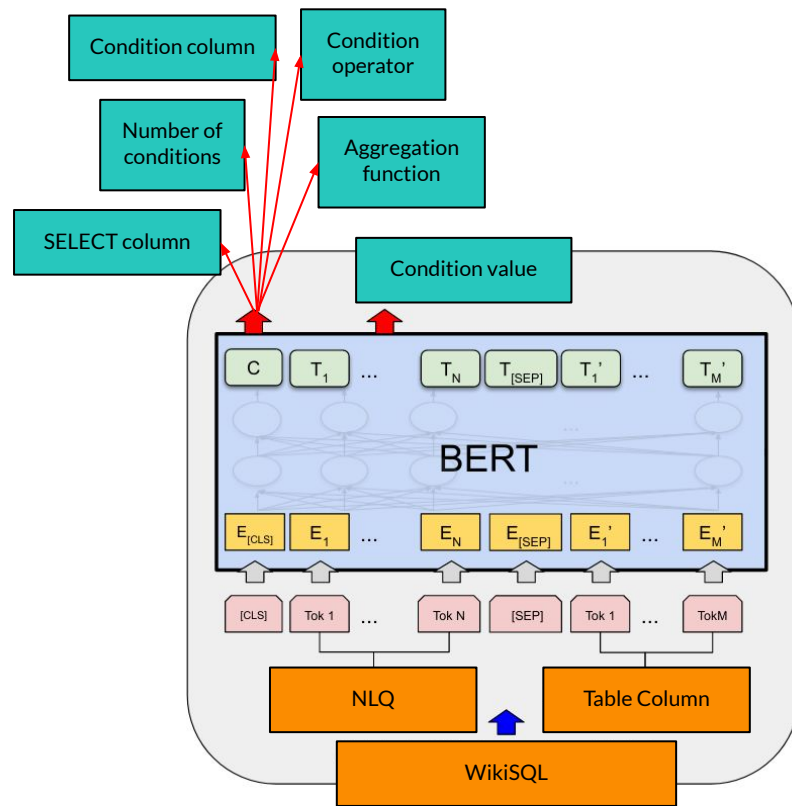 Condition column
Condition
operator
Number of
conditions
Aggregation
function
SELECT column
Condition value
C
T1
...
TN
T[SEP]
T1'
...
TM'
...
BERT
...
E[CLS]
E1
...
EN
E[SEP]
E1'
...
EM'
[CLS]
Tok 1
...
Tok N
[SEP]
Tok 1
...
TokM
NLQ
Table Column
WikiSQL